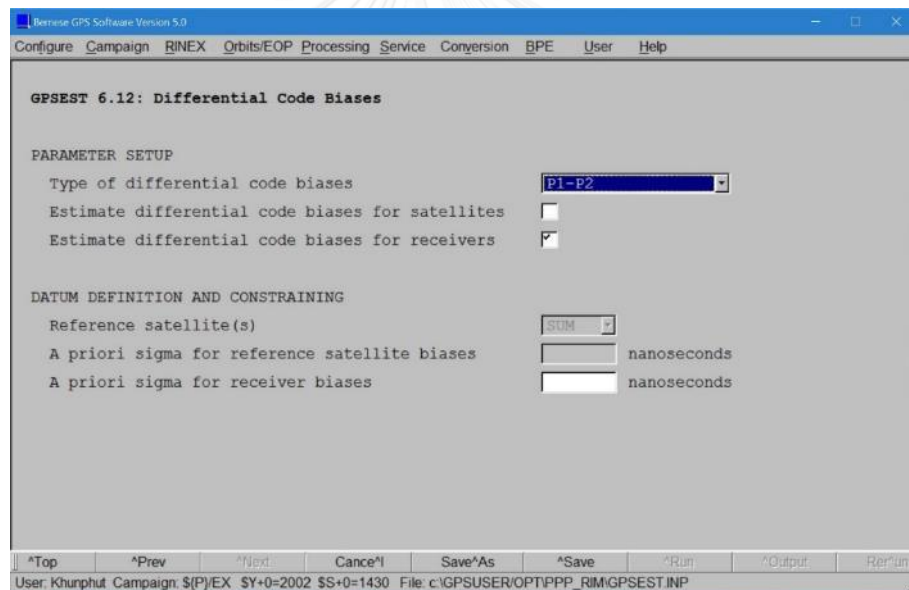 Bernese GPS Software Version 5.0
Configure Campaign RINEX Orbits/EOP Processing Service Conversion BPE User Help
GPSEST 6.12: Differential Code Biases
PARAMETER SETUP
Type of differential code biases P1-P2
Estimate differential code biases for satellites
Estimate differential code biases for receivers
DATUM DEFINITION AND CONSTRAINING
Reference satellite(s) SUM
A priori sigma for reference satellite biases nanoseconds
A priori sigma for receiver biases nanoseconds
^Top ^Prev ^Next Cance^l Save^As ^Save ^Run ^Output Rer^un
User: Khunphut Campaign: ${P}/EX $Y+0=2002 $S+0=1430 File: c:\GPSUSER/OPT\PPP_RIM\GPSEST.INP